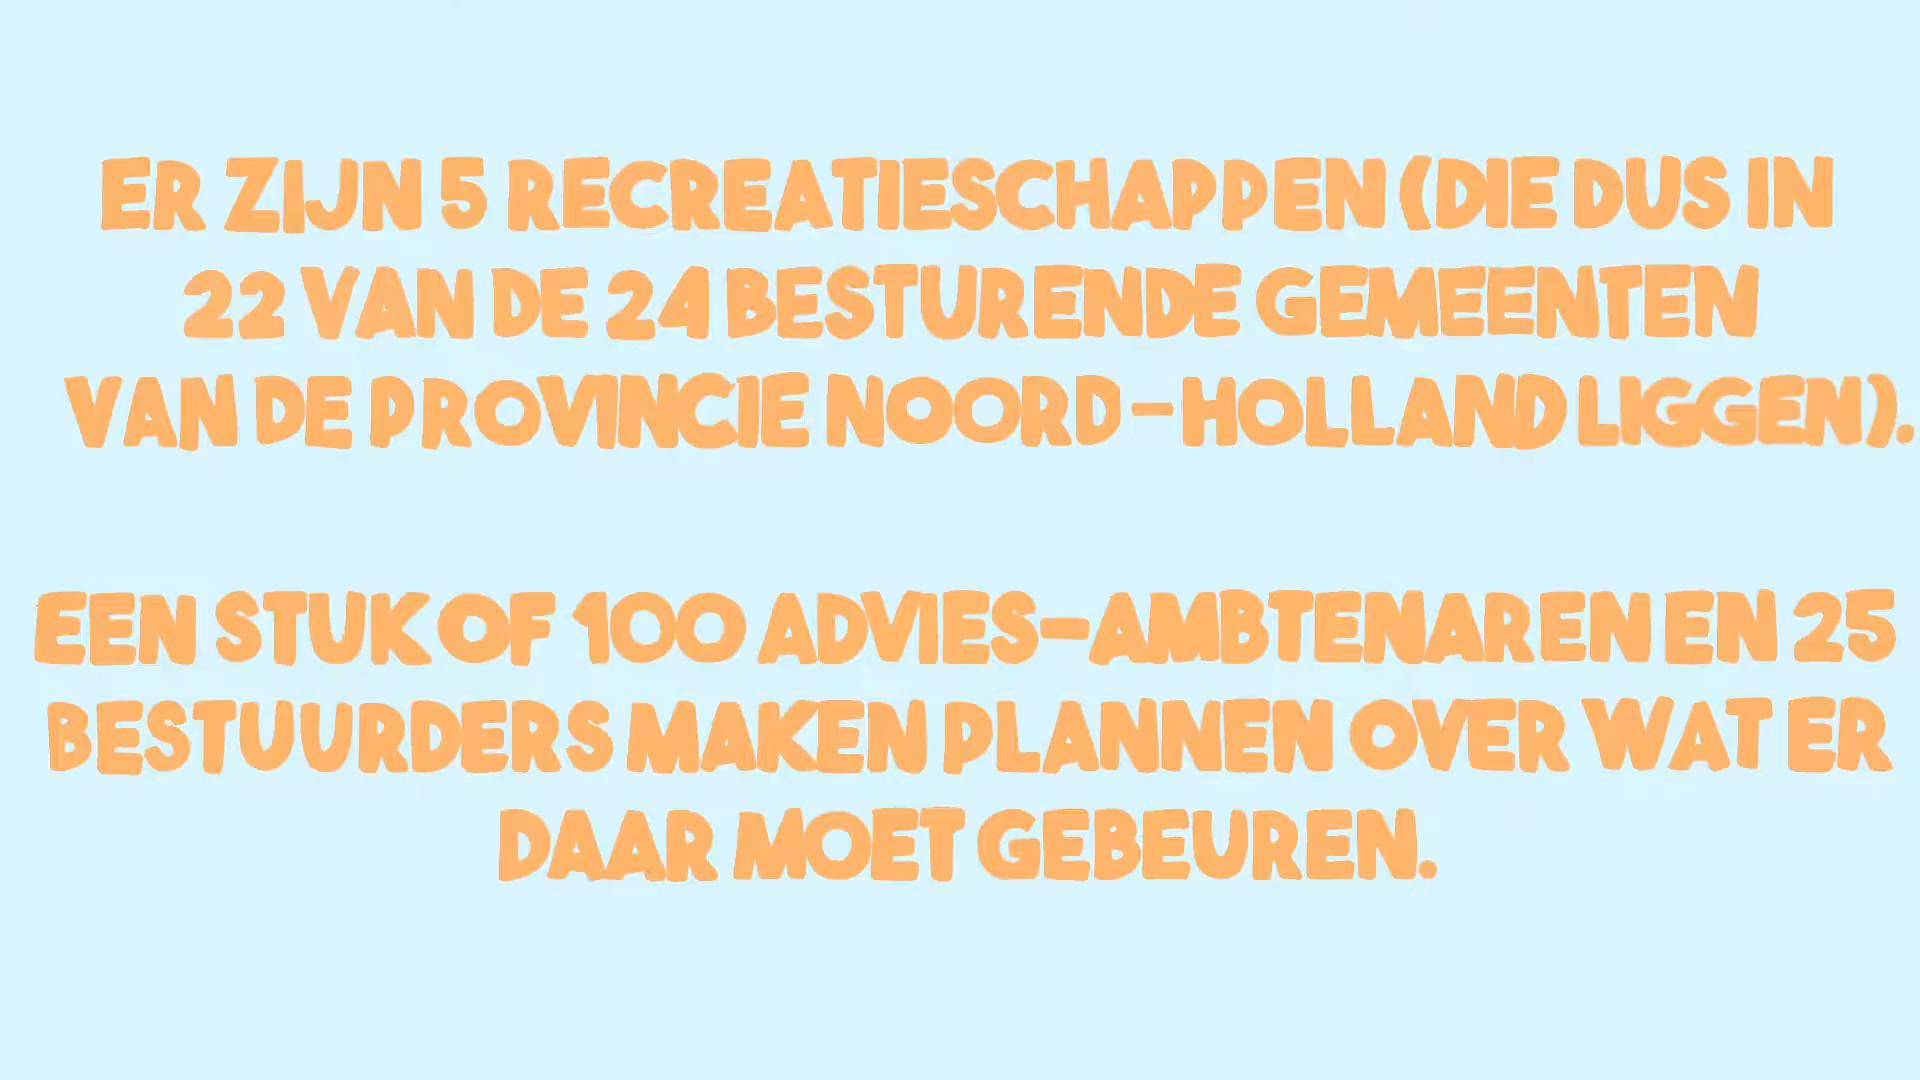 ER ZIJN 5 RECREATIESCHAPPEN (DIE DUS IN
22 VAN DE 24 BESTURENDE GEMEENTEN
VAN DE PROVINCIE NOORD-HOLLAND LIGGEN).
EEN STUK OF 100 ADVIES-AMBTENAREN EN 25
BESTUURDERS MAKEN PLANNEN OVER WAT ER
DAAR MOET GEBEUREN.